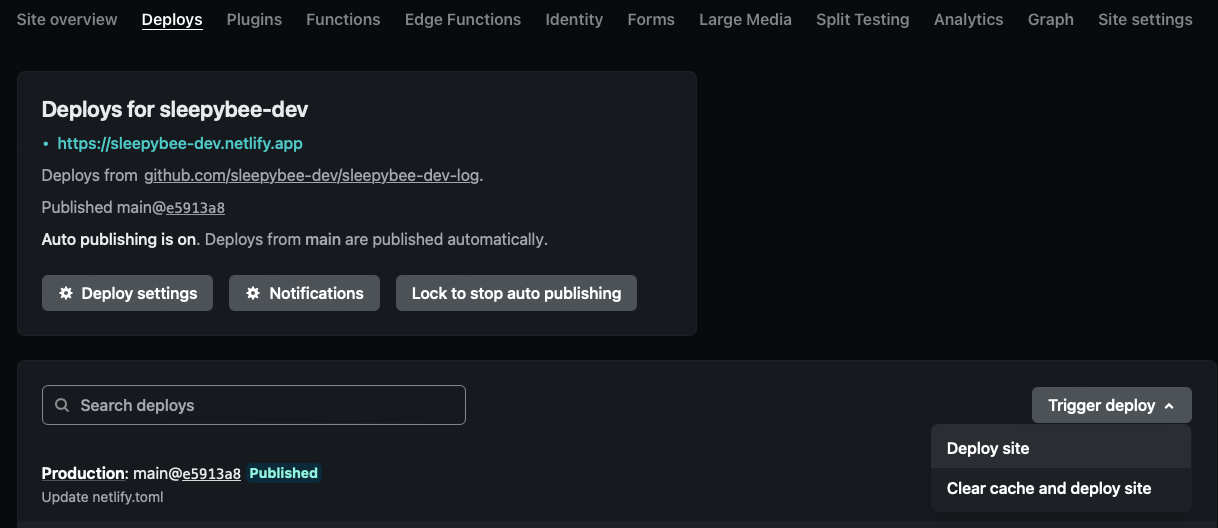 Site overview Deploys Plugins Functions Edge Functions Identity Forms Large Media Split Testing Analytics Graph Site settings
Deploys for sleepybee-dev
• https://sleepybee-dev.netlify.app
Deploys from github.com/sleepybee-dev/sleepybee-dev-log.
Published main@e5913a8
Auto publishing is on. Deploys from main are published automatically.
Deploy settings Notifications Lock to stop auto publishing
Search deploys
Trigger deploy
Deploy site
Clear cache and deploy site
Production: main@e5913a8 Published
Update netlify.toml